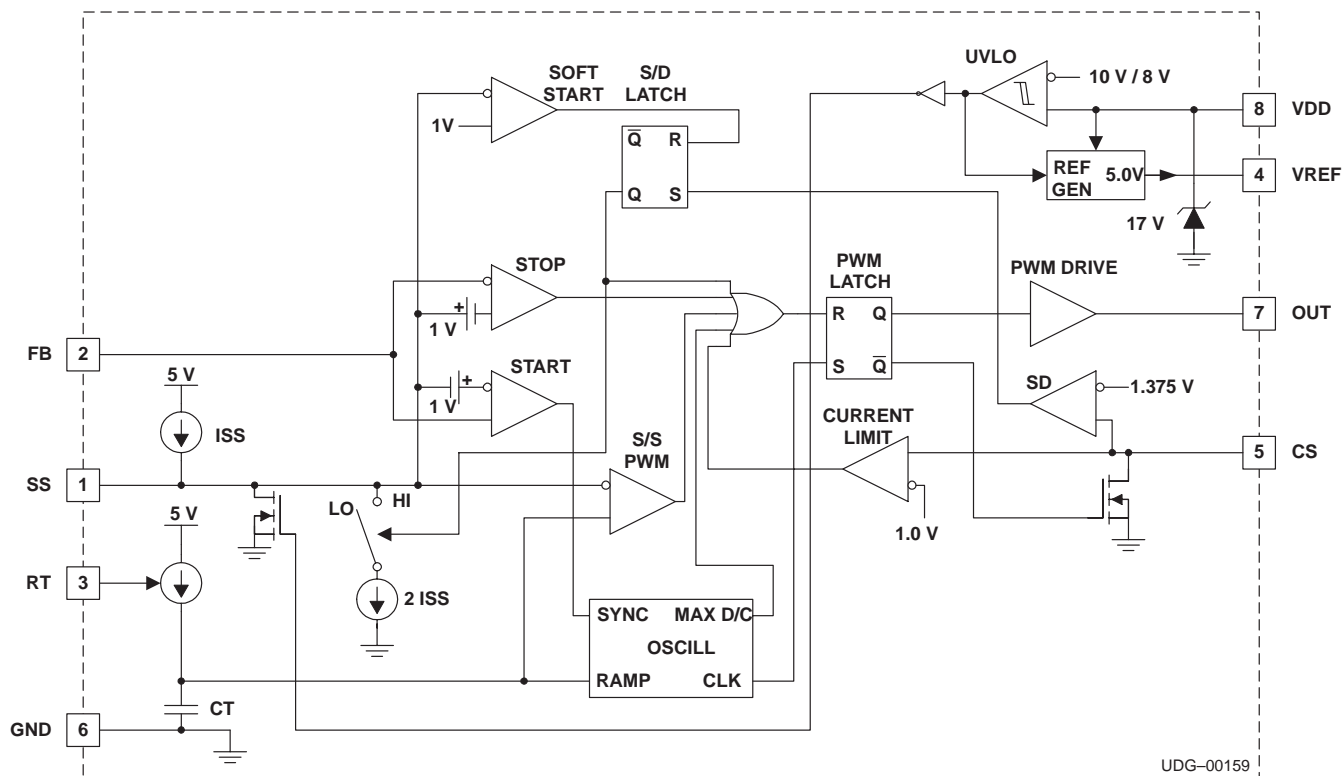 UVLO
SOFT
START
S/D
LATCH
10 V / 8 V
1V
Q̅ R
Q S
8 VDD
REF
GEN
5.0V
4 VREF
17 V
STOP
1 V
+
PWM
LATCH
PWM DRIVE
R Q
S Q̅
7 OUT
FB 2
START
1 V
+
SD
1.375 V
5 V
ISS
S/S
PWM
CURRENT
LIMIT
5 CS
SS 1
LO
HI
1.0 V
5 V
RT 3
2 ISS
SYNC MAX D/C
OSCILL
RAMP CLK
CT
GND 6
UDG–00159